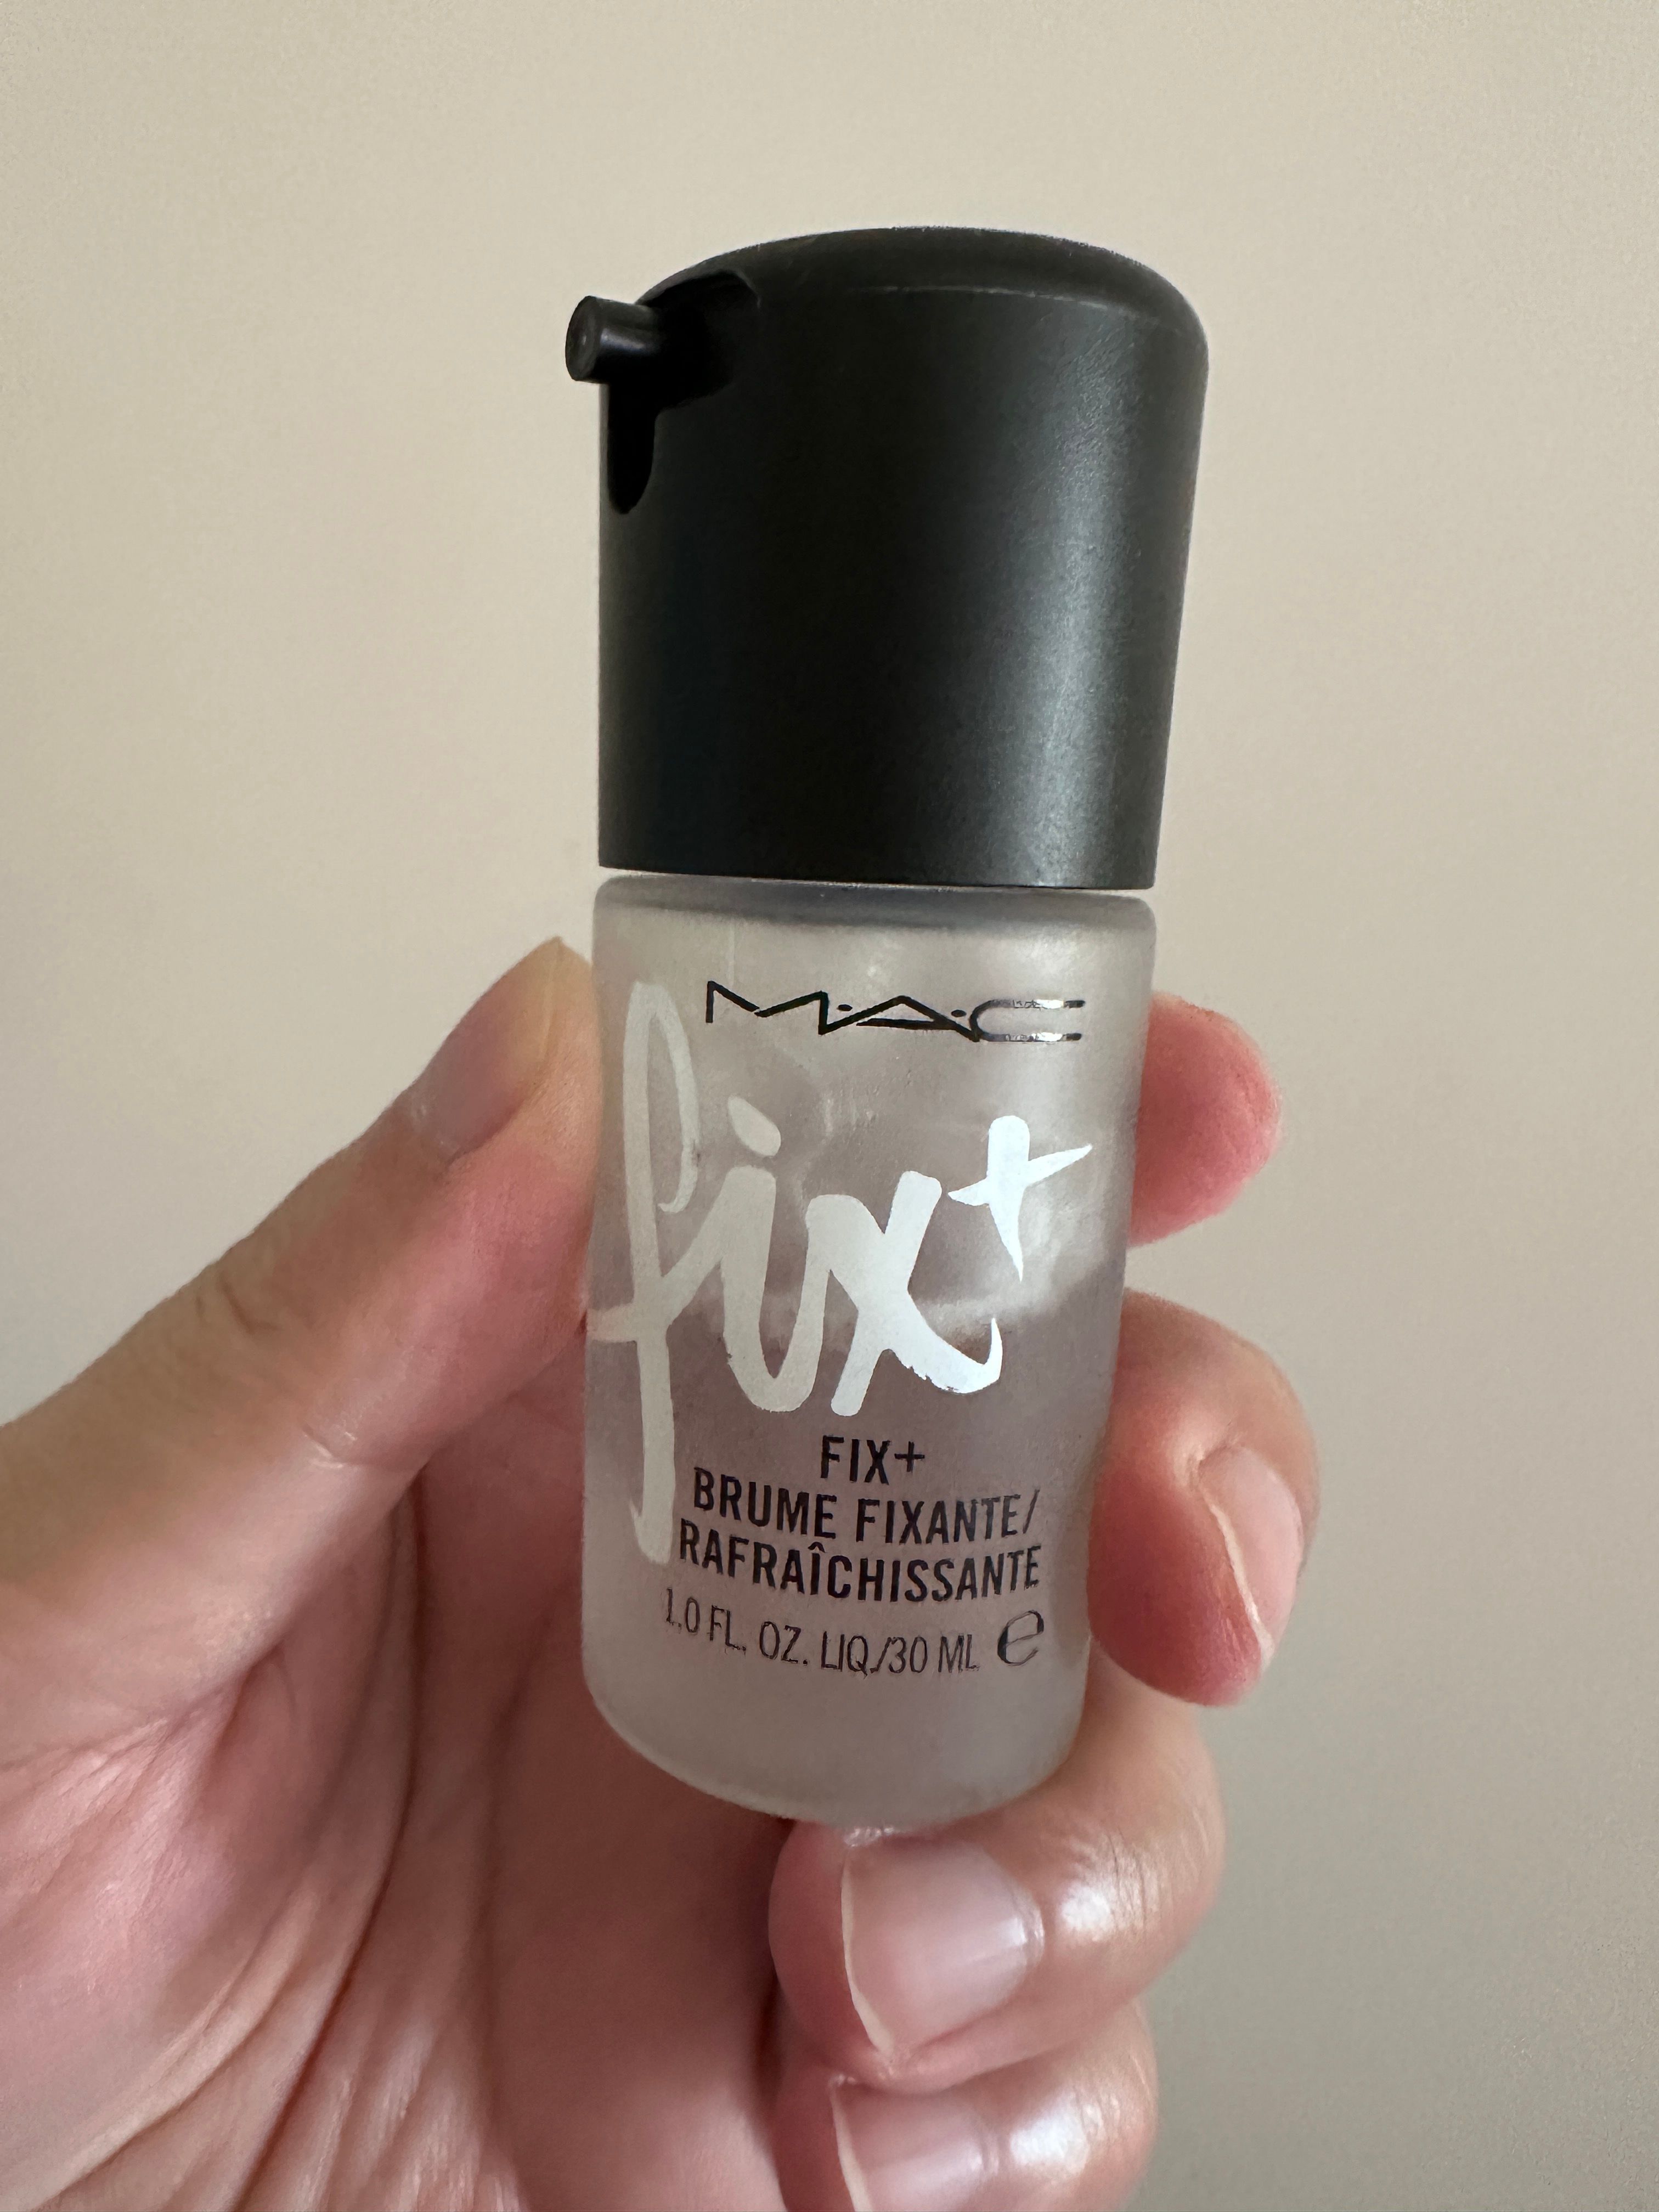 M·A·C
fix+
FIX+
BRUME FIXANTE/
RAFRAÎCHISSANTE
1.0 FL. OZ. LIQ./30 ML ℮